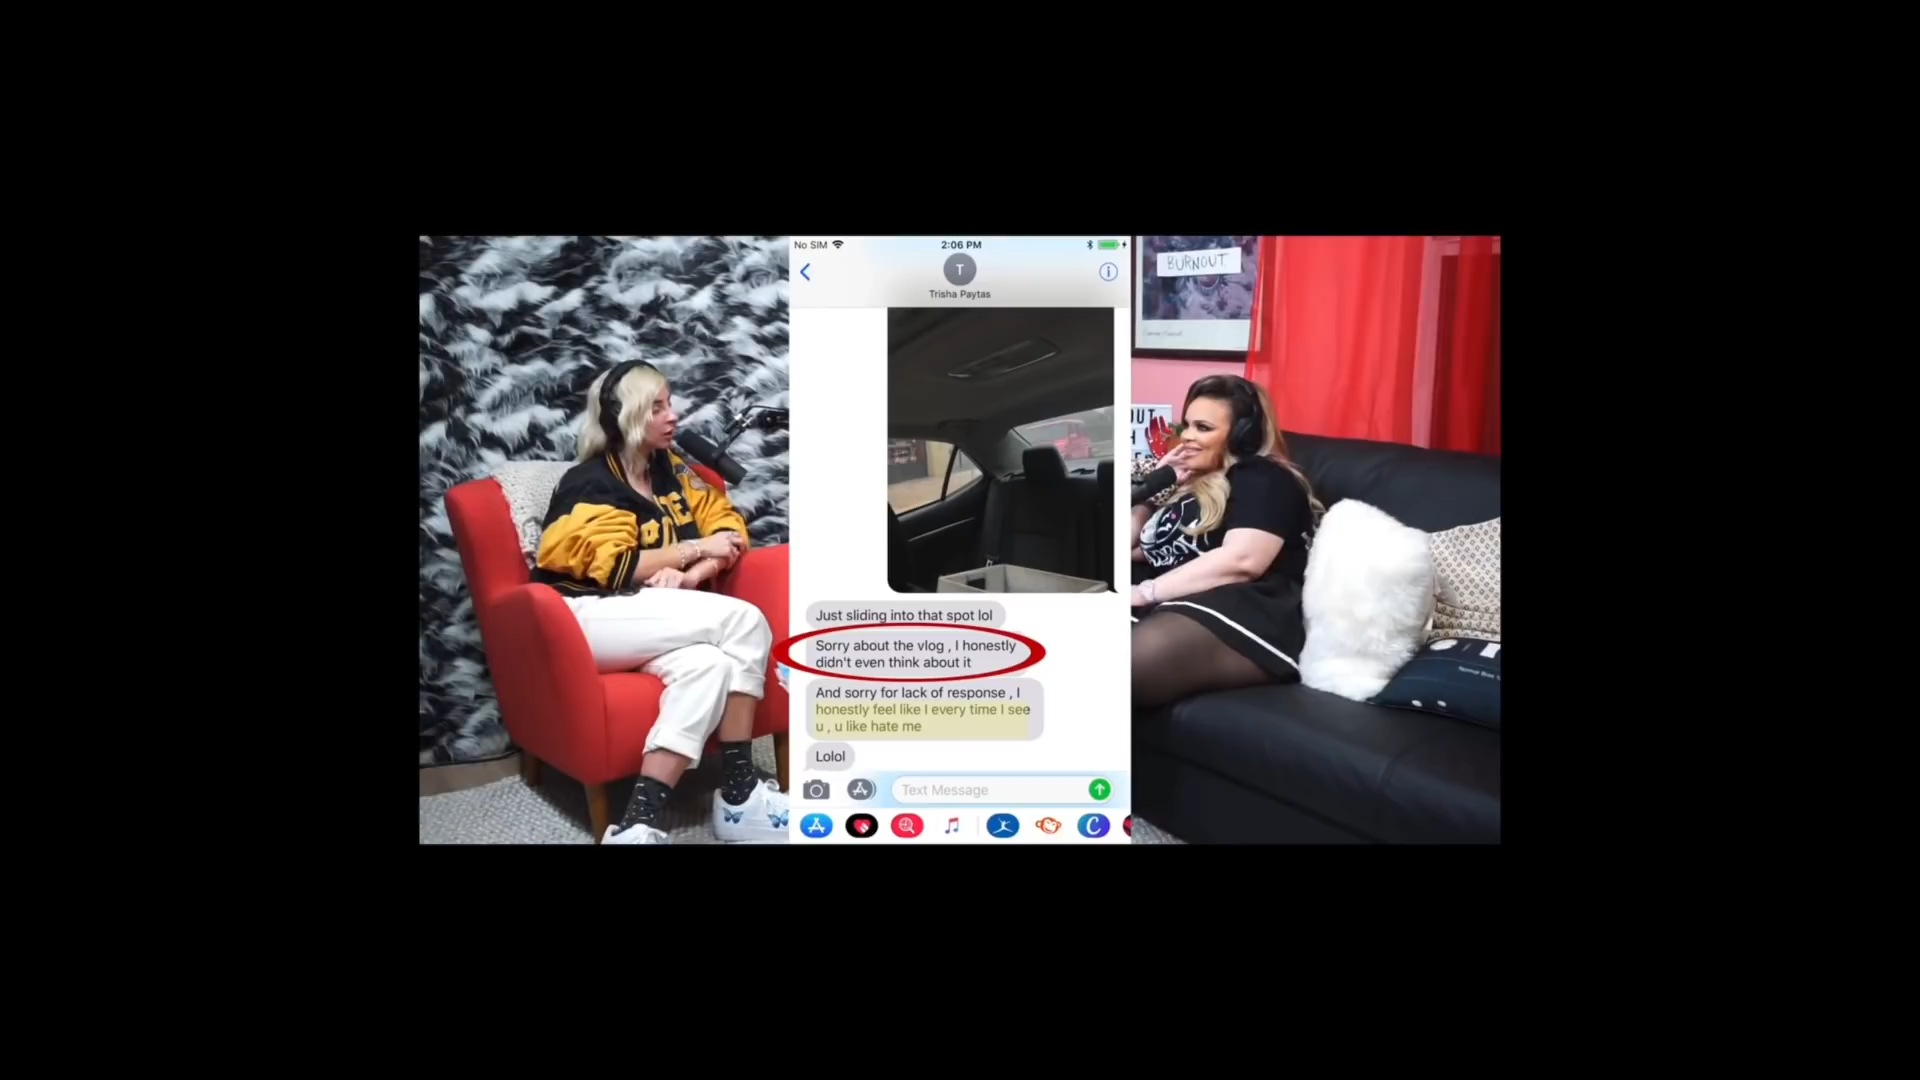 No SIM
2:06 PM
T
Trisha Paytas
BURNOUT
Just sliding into that spot lol
Sorry about the vlog , I honestly
didn't even think about it
And sorry for lack of response , I
honestly feel like I every time I see
u , u like hate me
Lolol
Text Message